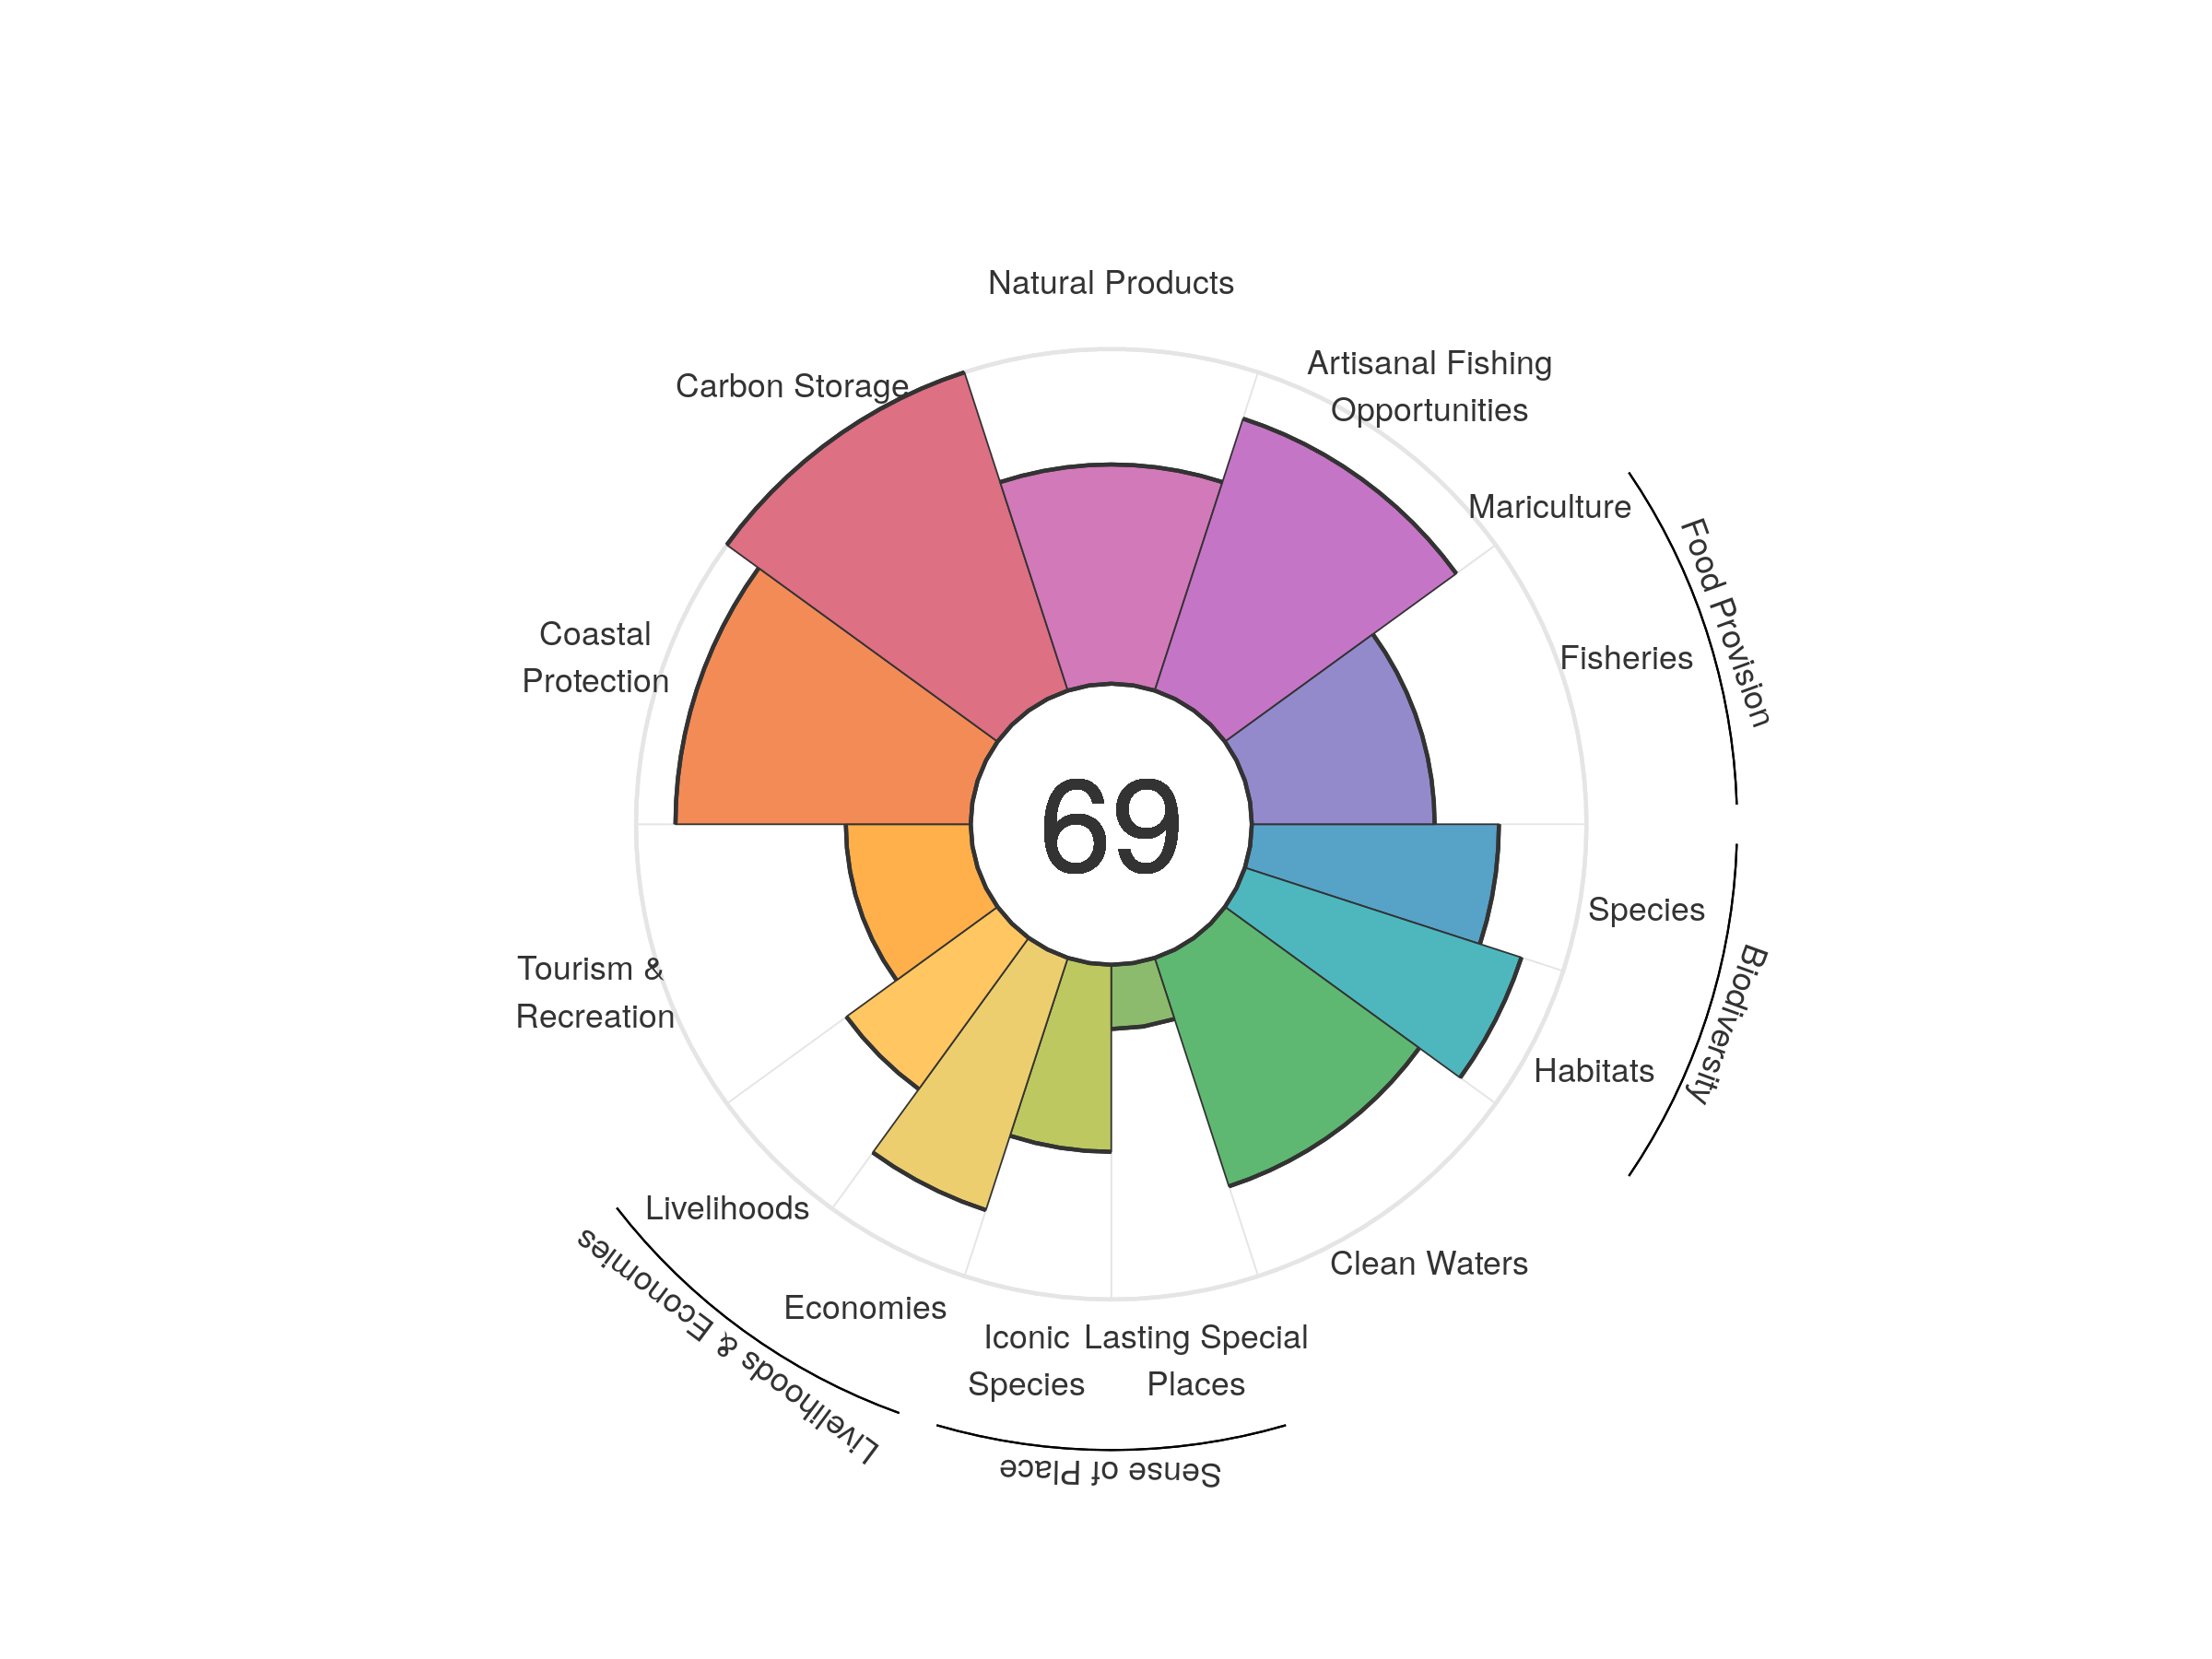 Natural Products
Artisanal Fishing
Opportunities
Carbon Storage
Mariculture
Food Provision
Fisheries
Coastal
Protection
69
Species
Biodiversity
Tourism &
Recreation
Habitats
Livelihoods
Clean Waters
Livelihoods & Economies
Economies
Iconic
Species
Lasting Special
Places
Sense of Place